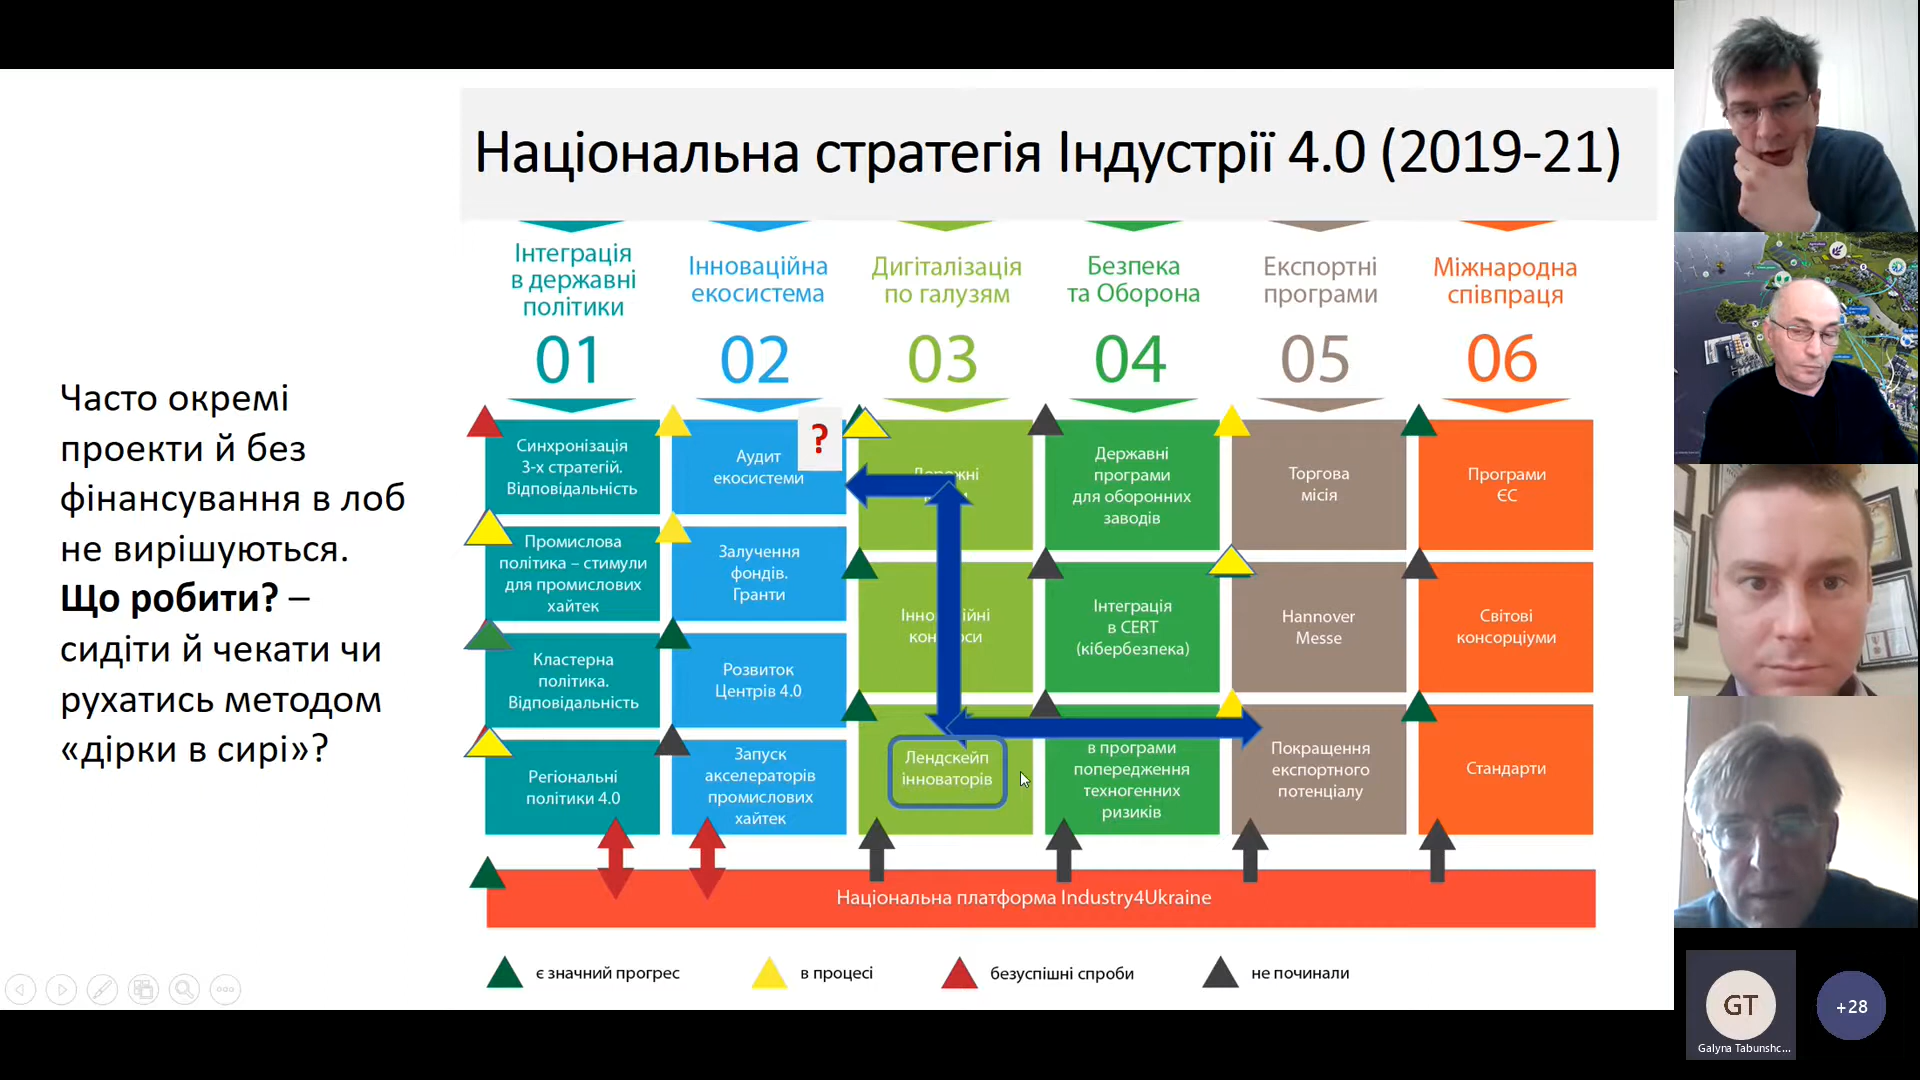 Національна стратегія Індустрії 4.0 (2019-21)
Часто окремі
проекти й без
фінансування в лоб
не вирішуються.
Що робити? –
сидіти й чекати чи
рухатись методом
«дірки в сирі»?
Інтеграція
в державні
політики
01
Синхронізація
3-х стратегій.
Відповідальність
Промислова
політика – стимули
для промислових
хайтек
Кластерна
політика.
Відповідальність
Регіональні
політики 4.0
Інноваційна
екосистема
02
?
Аудит
екосистеми
Залучення
фондів.
Гранти
Розвиток
Центрів 4.0
Запуск
акселераторів
промислових
хайтек
Дигіталізація
по галузям
03
Лендскейп
інноваторів
Безпека
та Оборона
04
Державні
програми
для оборонних
заводів
Інтеграція
в CERT
(кібербезпека)
в програми
попередження
техногенних
ризиків
Експортні
програми
05
Торгова
місія
Hannover
Messe
Покращення
експортного
потенціалу
Міжнародна
співпраця
06
Програми
ЄС
Світові
консорціуми
Стандарти
Національна платформа Industry4Ukraine
є значний прогрес
в процесі
безуспішні спроби
не починали
GT
Galyna Tabunshc...
+28